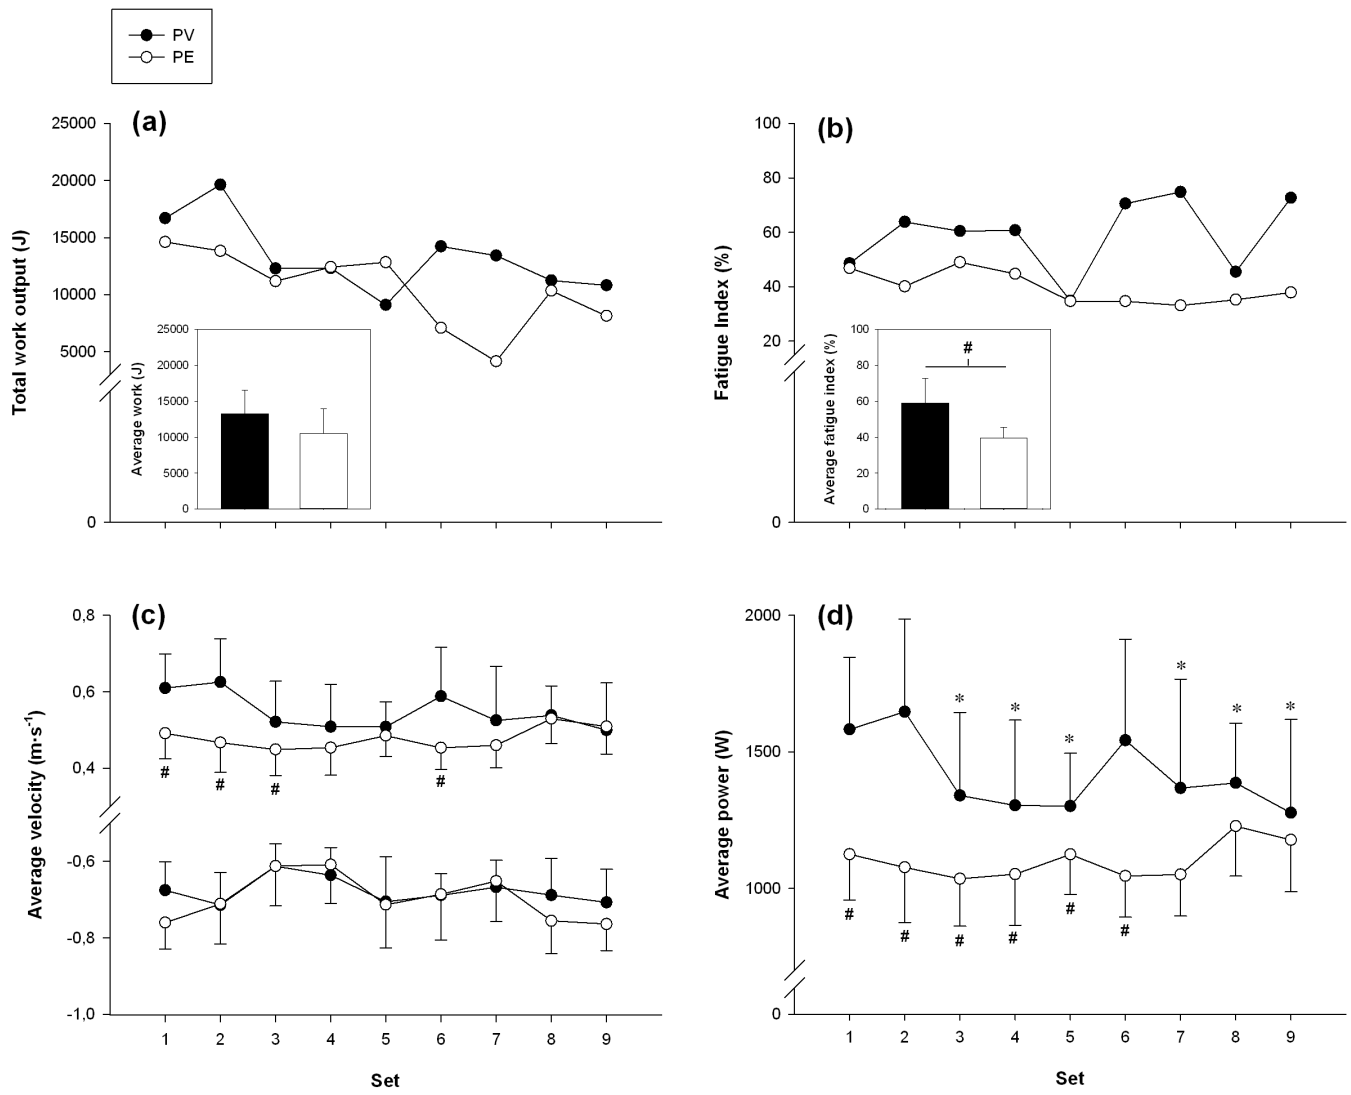 PV
PE
(a)
Total work output (J)
25000
20000
15000
10000
5000
0
Average work (J)
25000
20000
15000
10000
5000
0
(b)
Fatigue Index (%)
100
80
60
40
20
0
Average fatigue index (%)
100
80
60
40
20
0
#
(c)
Average velocity (m·s-1)
0,8
0,6
0,4
-0,6
-0,8
-1,0
# # # #
1 2 3 4 5 6 7 8 9
Set
(d)
Average power (W)
2000
1500
1000
0
* * * * * *
# # # # # #
1 2 3 4 5 6 7 8 9
Set